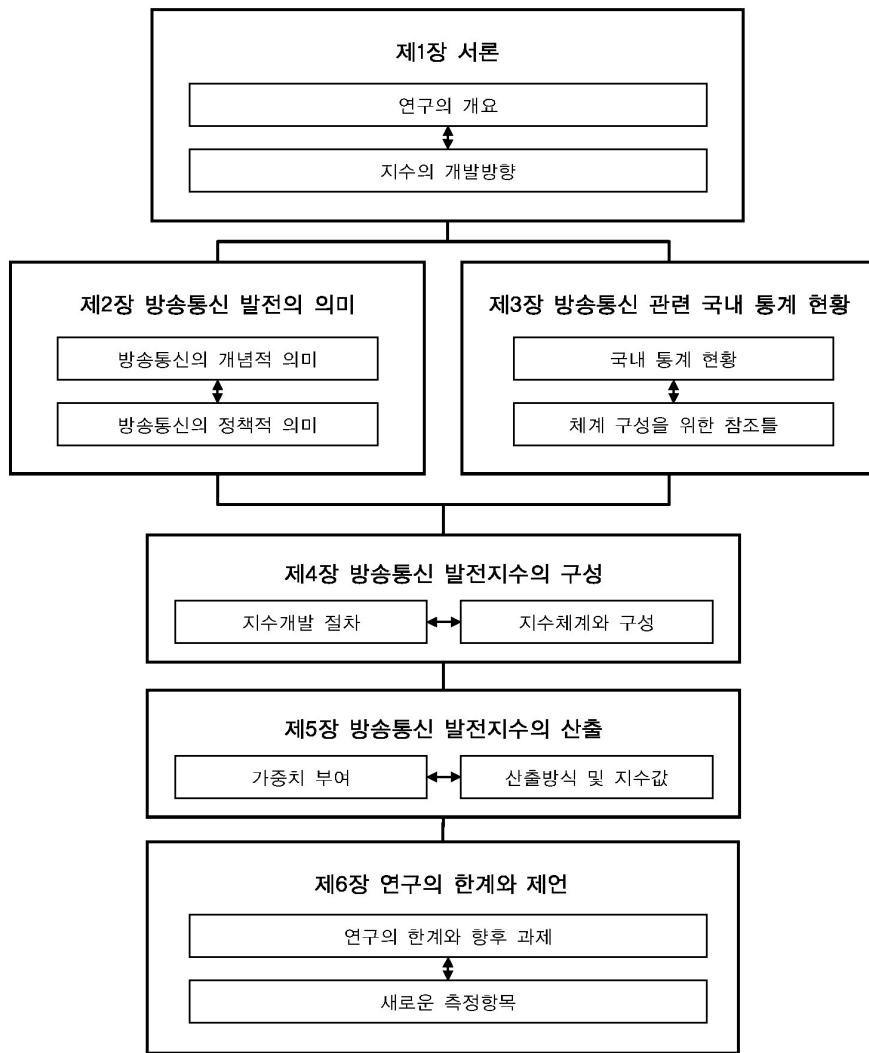 제1장 서론
연구의 개요
지수의 개발방향
제2장 방송통신 발전의 의미
방송통신의 개념적 의미
방송통신의 정책적 의미
제3장 방송통신 관련 국내 통계 현황
국내 통계 현황
체계 구성을 위한 참조틀
제4장 방송통신 발전지수의 구성
지수개발 절차
지수체계와 구성
제5장 방송통신 발전지수의 산출
가중치 부여
산출방식 및 지수값
제6장 연구의 한계와 제언
연구의 한계와 향후 과제
새로운 측정항목